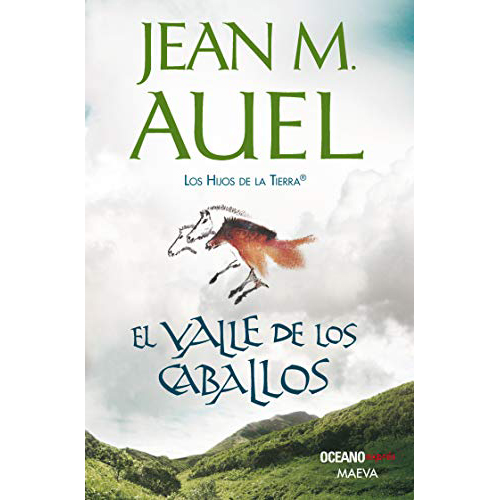 JEAN M.
AUEL
LOS HIJOS DE LA TIERRA®
EL VALLE DE LOS
CABALLOS
OCEANO
MAEVA